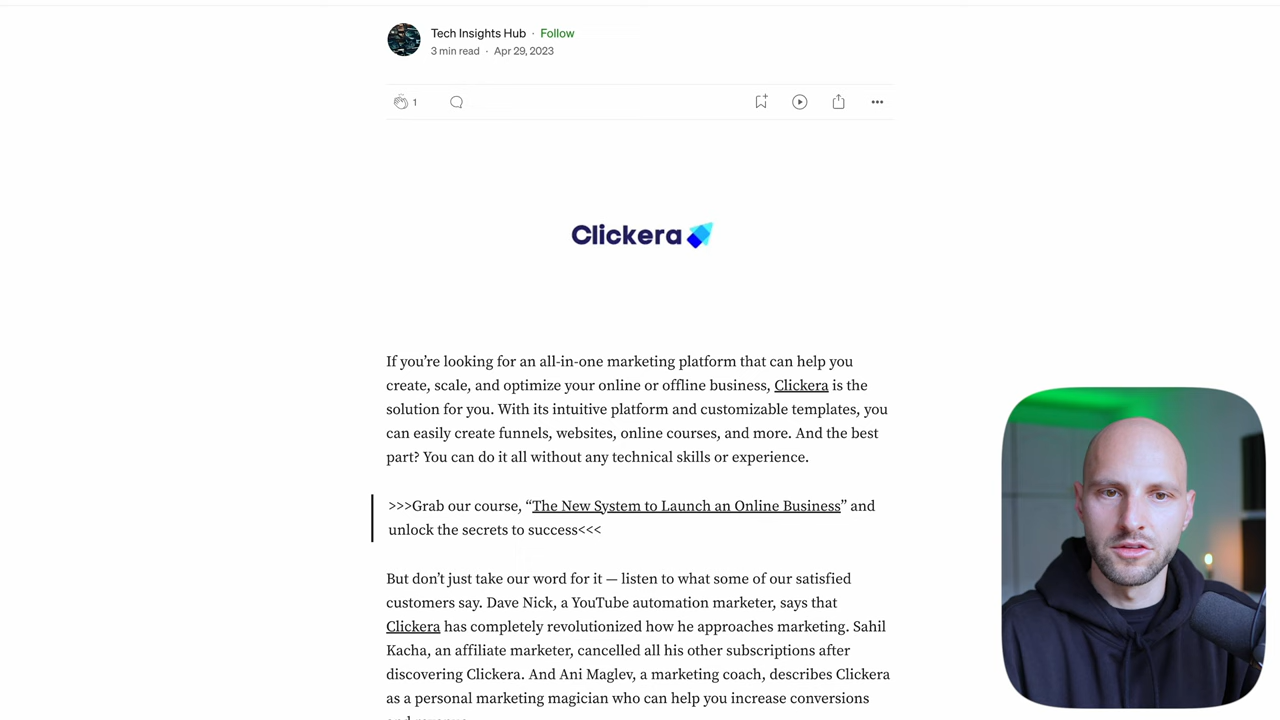 Tech Insights Hub · Follow
3 min read · Apr 29, 2023
1
Clickera
If you’re looking for an all-in-one marketing platform that can help you
create, scale, and optimize your online or offline business, Clickera is the
solution for you. With its intuitive platform and customizable templates, you
can easily create funnels, websites, online courses, and more. And the best
part? You can do it all without any technical skills or experience.
>>>Grab our course, “The New System to Launch an Online Business” and
unlock the secrets to success<<<
But don’t just take our word for it — listen to what some of our satisfied
customers say. Dave Nick, a YouTube automation marketer, says that
Clickera has completely revolutionized how he approaches marketing. Sahil
Kacha, an affiliate marketer, cancelled all his other subscriptions after
discovering Clickera. And Ani Maglev, a marketing coach, describes Clickera
as a personal marketing magician who can help you increase conversions